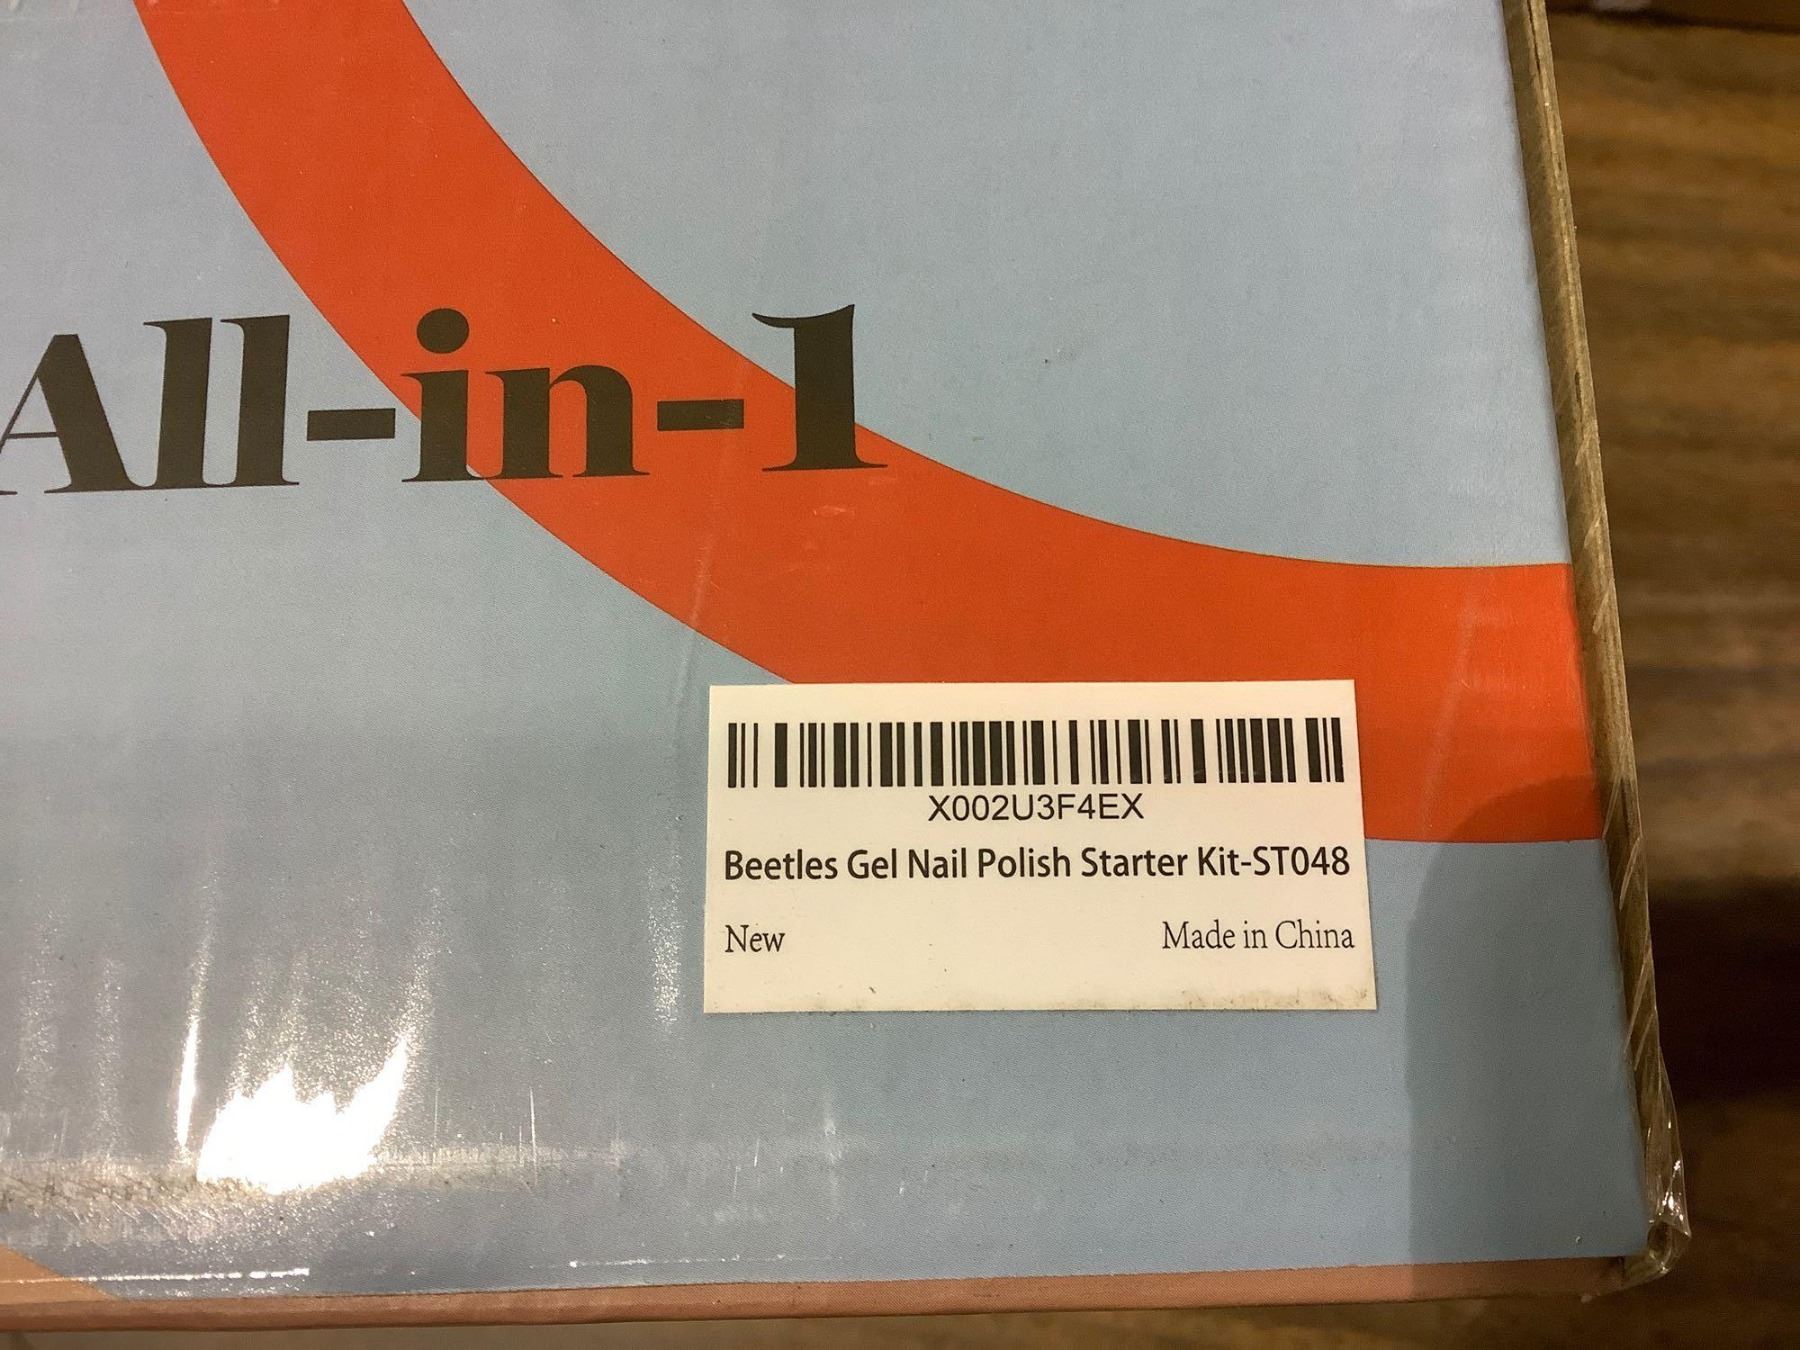 All-in-1
X002U3F4EX
Beetles Gel Nail Polish Starter Kit-ST048
New Made in China